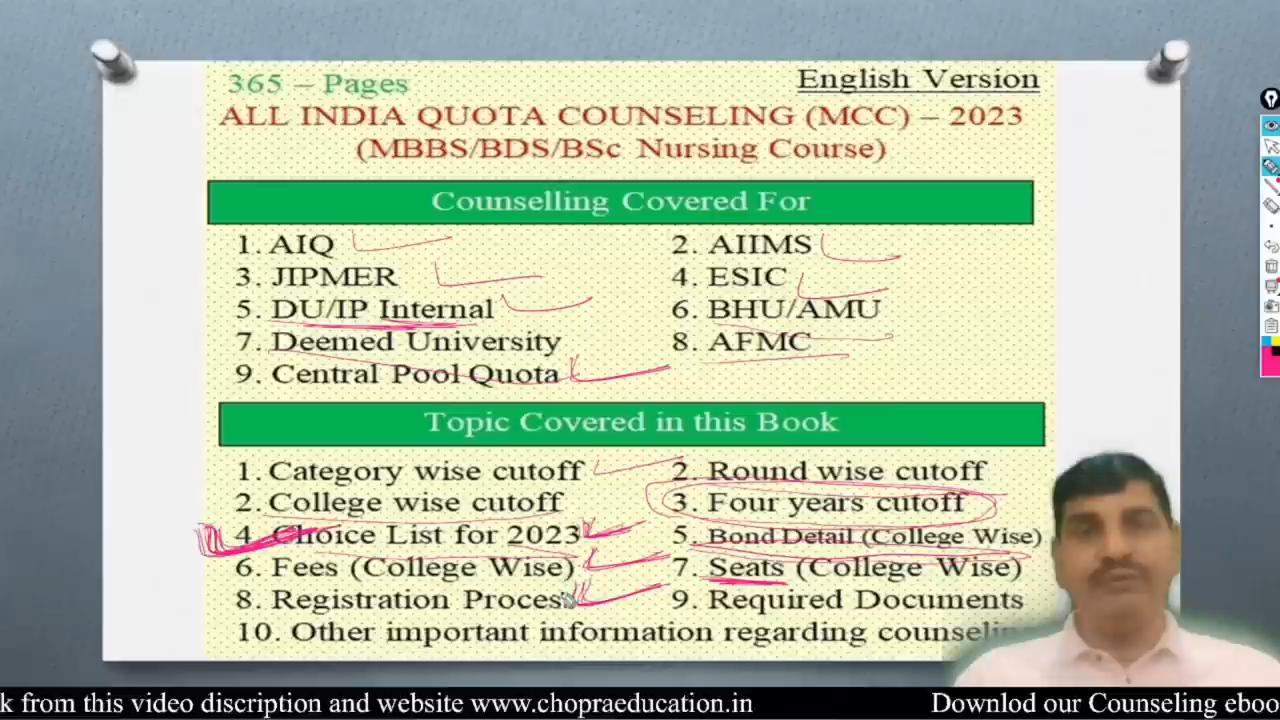 365 – Pages English Version
ALL INDIA QUOTA COUNSELING (MCC) – 2023
(MBBS/BDS/BSc Nursing Course)
Counselling Covered For
1. AIQ 2. AIIMS
3. JIPMER 4. ESIC
5. DU/IP Internal 6. BHU/AMU
7. Deemed University 8. AFMC
9. Central Pool Quota
Topic Covered in this Book
1. Category wise cutoff 2. Round wise cutoff
2. College wise cutoff 3. Four years cutoff
4. Choice List for 2023 5. Bond Detail (College Wise)
6. Fees (College Wise) 7. Seats (College Wise)
8. Registration Process 9. Required Documents
10. Other important information regarding
k from this video discription and website www.chopraeducation.in Downlod our Counseling eboo